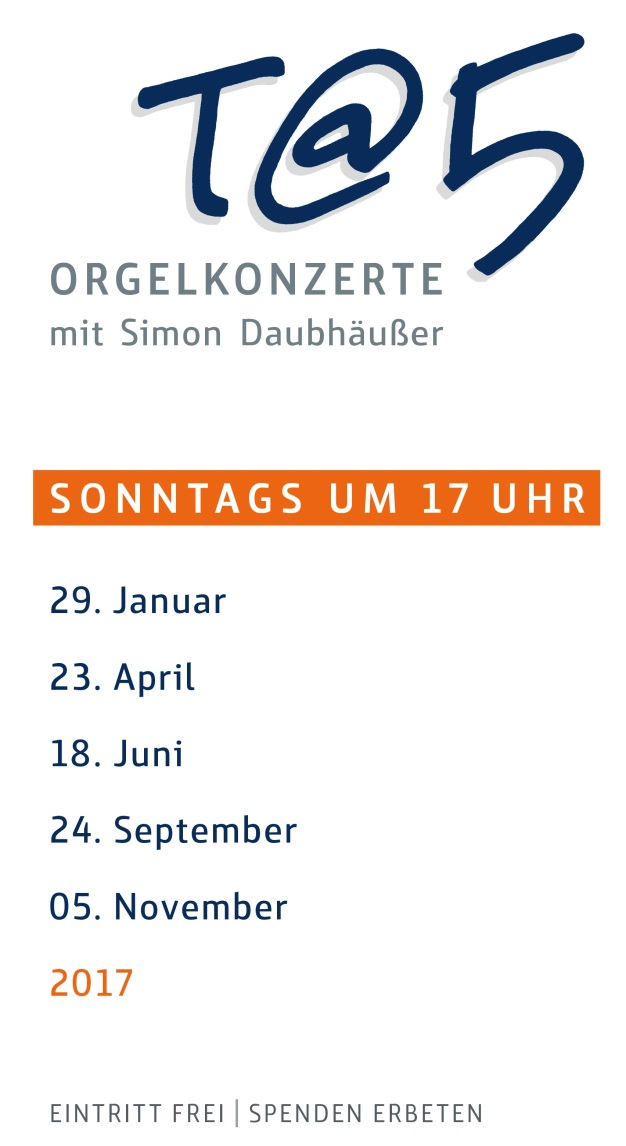 T@5
ORGELKONZERTE
mit Simon Daubhäußer
SONNTAGS UM 17 UHR
29. Januar
23. April
18. Juni
24. September
05. November
2017
EINTRITT FREI | SPENDEN ERBETEN